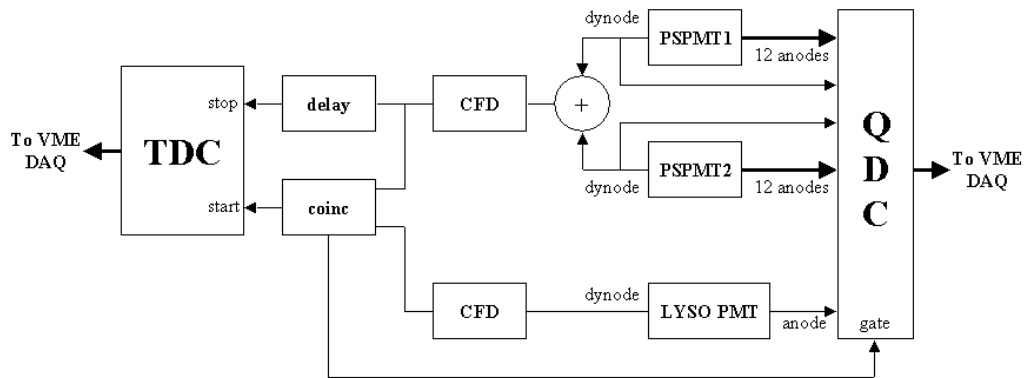 dynode
PSPMT1
12 anodes
stop
delay
CFD
+
To VME
DAQ
TDC
Q
D
C
To VME
DAQ
PSPMT2
dynode
12 anodes
start
coinc
dynode
CFD
LYSO PMT
anode
gate